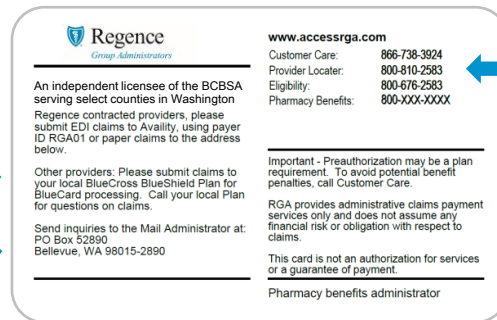 Regence
Group Administrators
An independent licensee of the BCBSA
serving select counties in Washington
Regence contracted providers, please
submit EDI claims to Availity, using payer
ID RGA01 or paper claims to the address
below.
Other providers: Please submit claims to
your local BlueCross BlueShield Plan for
BlueCard processing. Call your local Plan
for questions on claims.
Send inquiries to the Mail Administrator at:
PO Box 52890
Bellevue, WA 98015-2890
www.accessrga.com
Customer Care: 866-738-3924
Provider Locater: 800-810-2583
Eligibility: 800-676-2583
Pharmacy Benefits: 800-XXX-XXXX
Important - Preauthorization may be a plan
requirement. To avoid potential benefit
penalties, call Customer Care.
RGA provides administrative claims payment
services only and does not assume any
financial risk or obligation with respect to
claims.
This card is not an authorization for services
or a guarantee of payment.
Pharmacy benefits administrator